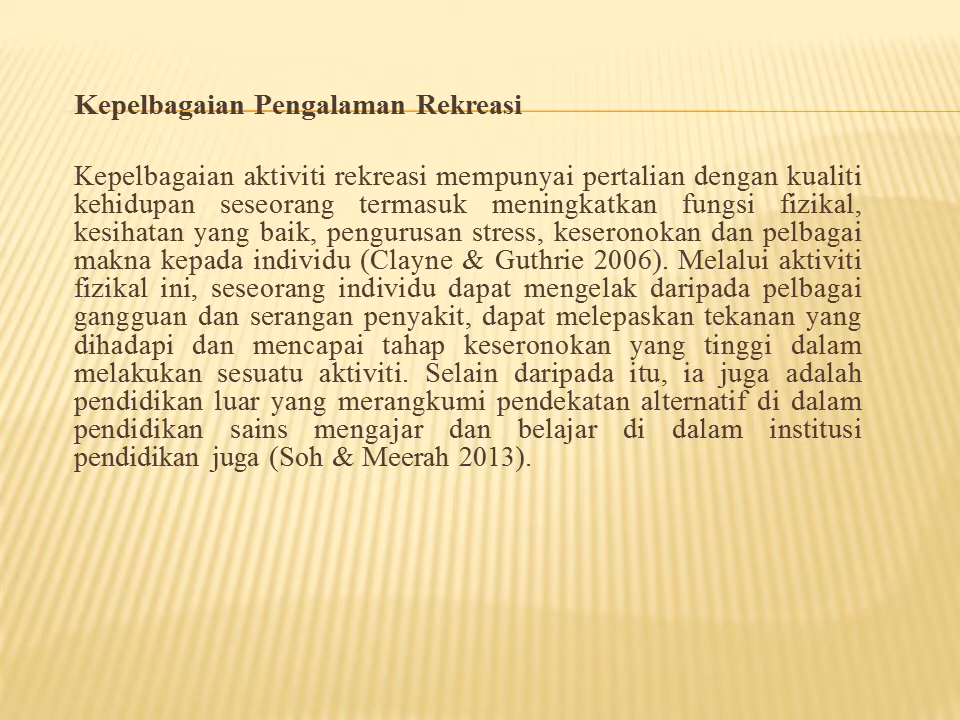 Kepelbagaian Pengalaman Rekreasi
Kepelbagaian aktiviti rekreasi mempunyai pertalian dengan kualiti
kehidupan seseorang termasuk meningkatkan fungsi fizikal,
kesihatan yang baik, pengurusan stress, keseronokan dan pelbagai
makna kepada individu (Clayne & Guthrie 2006). Melalui aktiviti
fizikal ini, seseorang individu dapat mengelak daripada pelbagai
gangguan dan serangan penyakit, dapat melepaskan tekanan yang
dihadapi dan mencapai tahap keseronokan yang tinggi dalam
melakukan sesuatu aktiviti. Selain daripada itu, ia juga adalah
pendidikan luar yang merangkumi pendekatan alternatif di dalam
pendidikan sains mengajar dan belajar di dalam institusi
pendidikan juga (Soh & Meerah 2013).